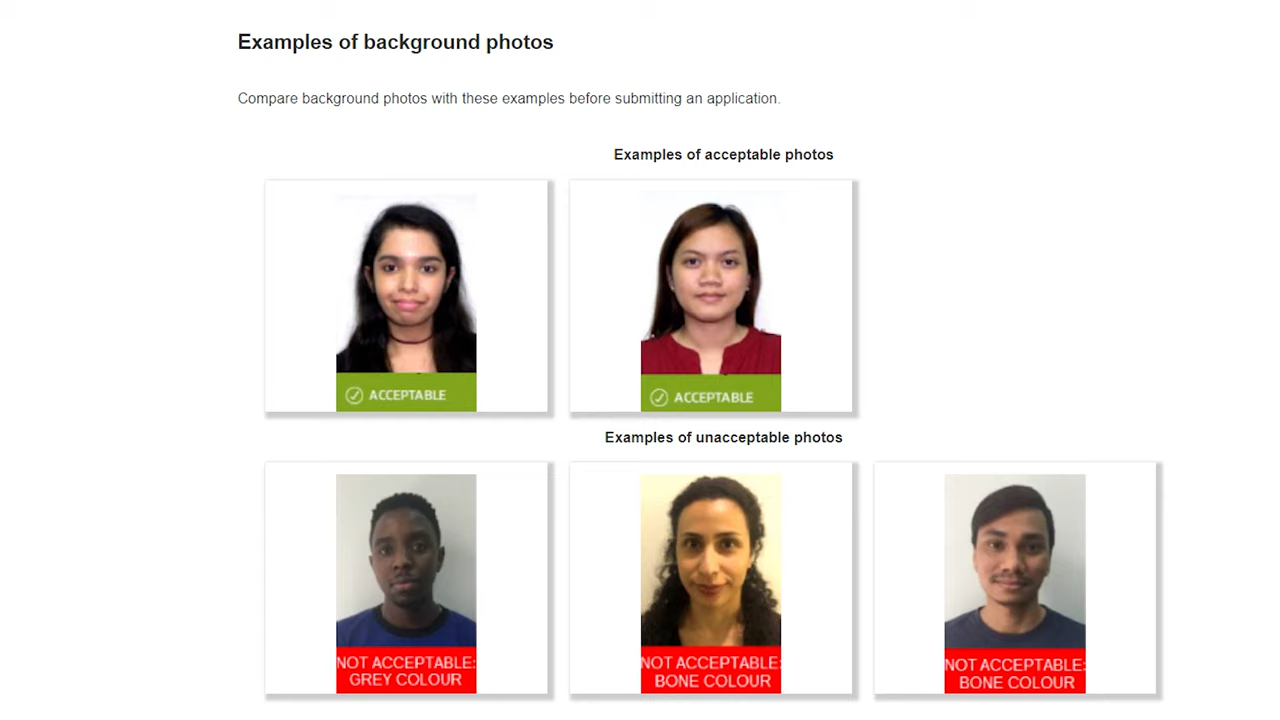 Examples of background photos
Compare background photos with these examples before submitting an application.
Examples of acceptable photos
ACCEPTABLE
ACCEPTABLE
Examples of unacceptable photos
NOT ACCEPTABLE:
GREY COLOUR
NOT ACCEPTABLE:
BONE COLOUR
NOT ACCEPTABLE:
BONE COLOUR